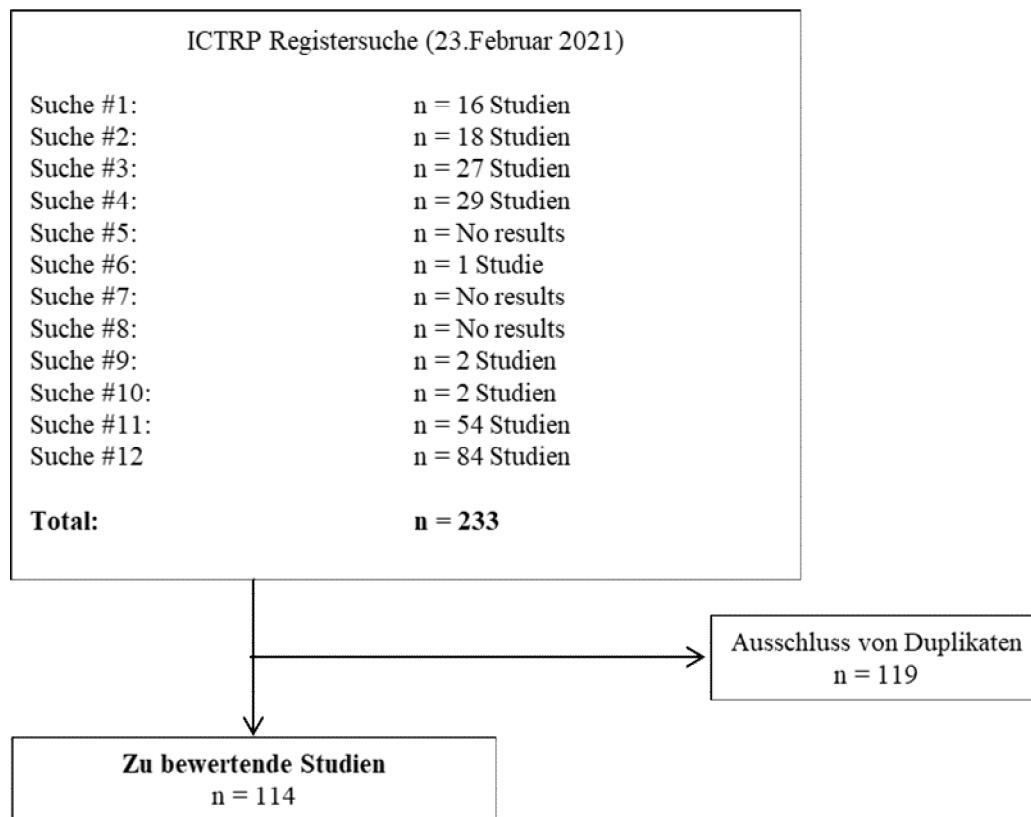 ICTRP Registersuche (23.Februar 2021)
Suche #1: n = 16 Studien
Suche #2: n = 18 Studien
Suche #3: n = 27 Studien
Suche #4: n = 29 Studien
Suche #5: n = No results
Suche #6: n = 1 Studie
Suche #7: n = No results
Suche #8: n = No results
Suche #9: n = 2 Studien
Suche #10: n = 2 Studien
Suche #11: n = 54 Studien
Suche #12 n = 84 Studien
Total: n = 233
Ausschluss von Duplikaten
n = 119
Zu bewertende Studien
n = 114